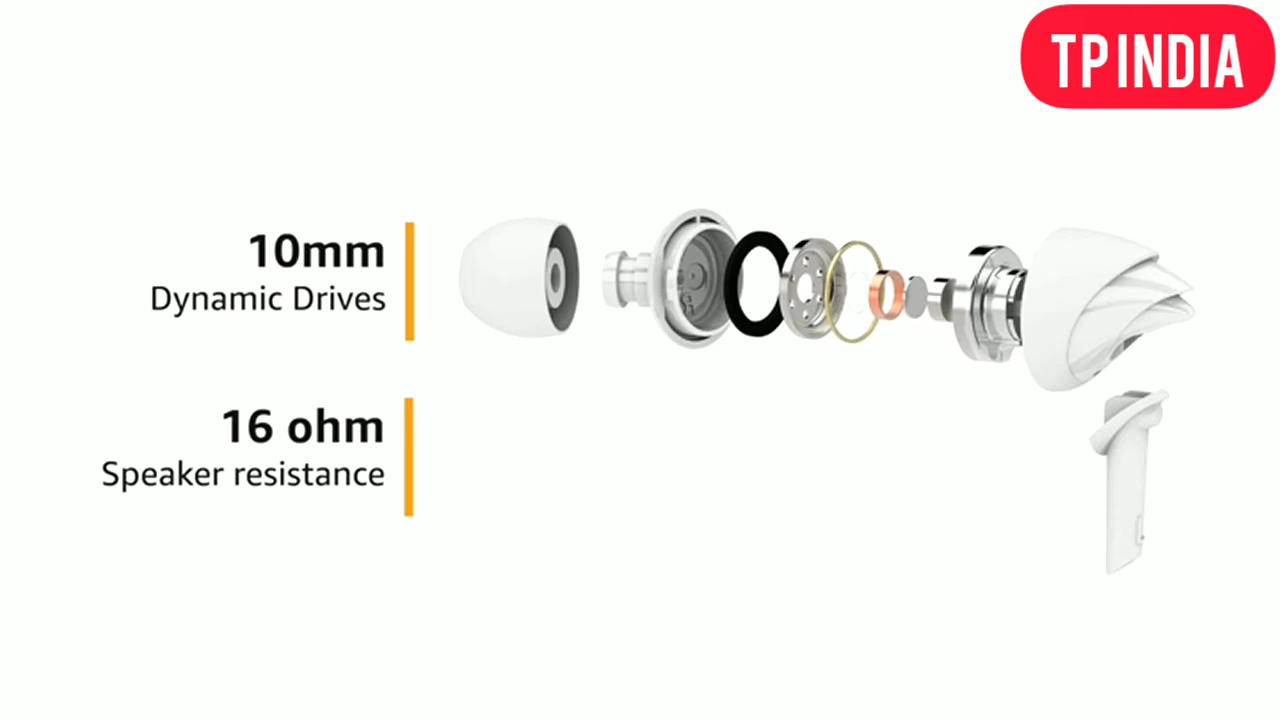 TP INDIA
10mm
Dynamic Drives
16 ohm
Speaker resistance